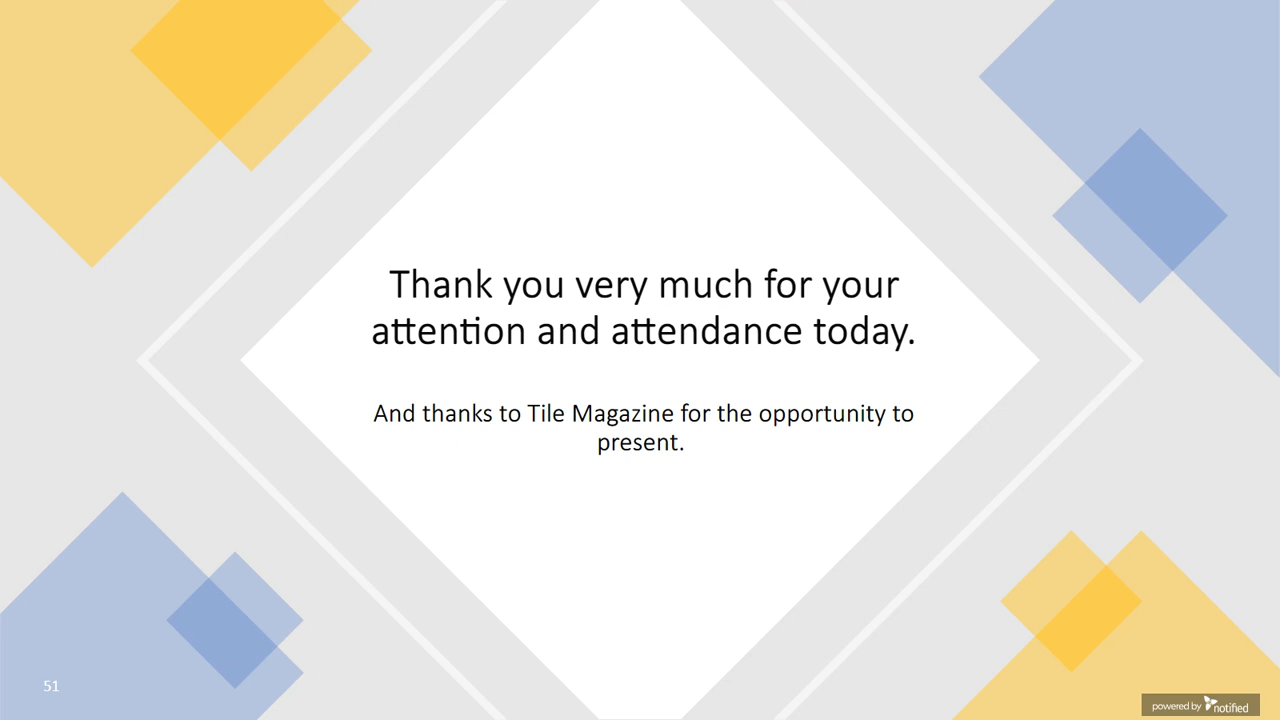 Thank you very much for your
attention and attendance today.
And thanks to Tile Magazine for the opportunity to
present.
51
powered by notified